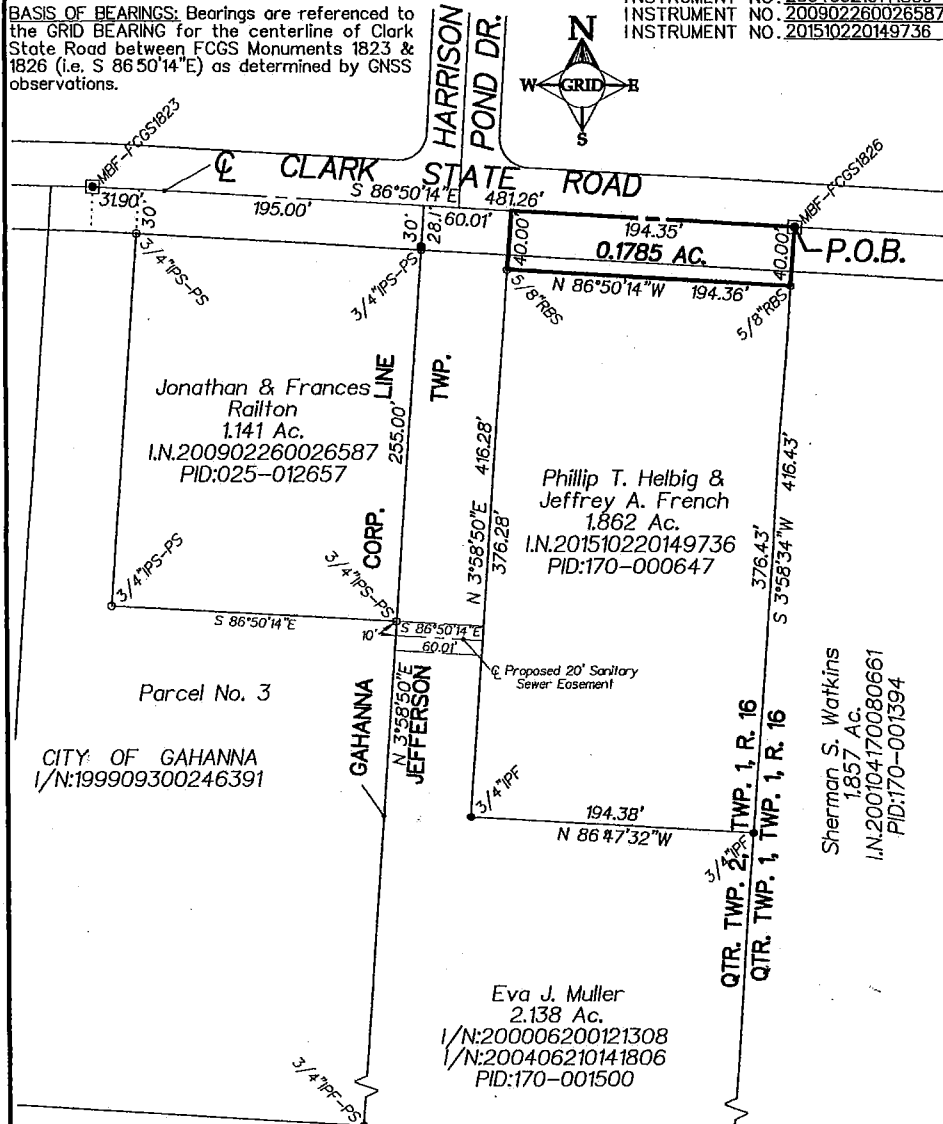 BASIS OF BEARINGS: Bearings are referenced to
the GRID BEARING for the centerline of Clark
State Road between FCGS Monuments 1823 &
1826 (i.e. S 86 50'14"E) as determined by GNSS
observations.
INSTRUMENT NO. 200902260026587
INSTRUMENT NO. 201510220149736
HARRISON
POND DR.
N
W
GRID
E
S
MBF-FCGS1823
MBF-FCGS1826
℄ CLARK STATE ROAD
S 86°50'14"E 481.26'
31.90'
195.00'
60.01'
30'
30'
28.1'
3/4"IPS-PS
3/4"IPS-PS
40.00'
194.35'
0.1785 AC.
40.00'
P.O.B.
N 86°50'14"W 194.36'
5/8"RBS
5/8"RBS
Jonathan & Frances
Railton
1.141 Ac.
I.N.200902260026587
PID:025-012657
LINE
CORP.
TWP.
255.00'
N 3°58'50"E 416.28'
376.28'
Phillip T. Helbig &
Jeffrey A. French
1.862 Ac.
I.N.201510220149736
PID:170-000647
376.43'
S 3°58'34"W 416.43'
3/4"IPS-PS
3/4"IPS-PS
S 86°50'14"E
S 86°50'14"E
10'
60.01'
℄ Proposed 20' Sanitary
Sewer Easement
Parcel No. 3
CITY OF GAHANNA
I/N:199909300246391
GAHANNA
N 3°58'50"E
JEFFERSON
3/4"IPF
194.38'
N 86°47'32"W
3/4"IPF
QTR. TWP. 2, TWP. 1, R. 16
QTR. TWP. 1, TWP. 1, R. 16
Sherman S. Watkins
1.857 Ac.
I.N.200104170080661
PID:170-001394
Eva J. Muller
2.138 Ac.
I/N:200006200121308
I/N:200406210141806
PID:170-001500
3/4"IPF-PS